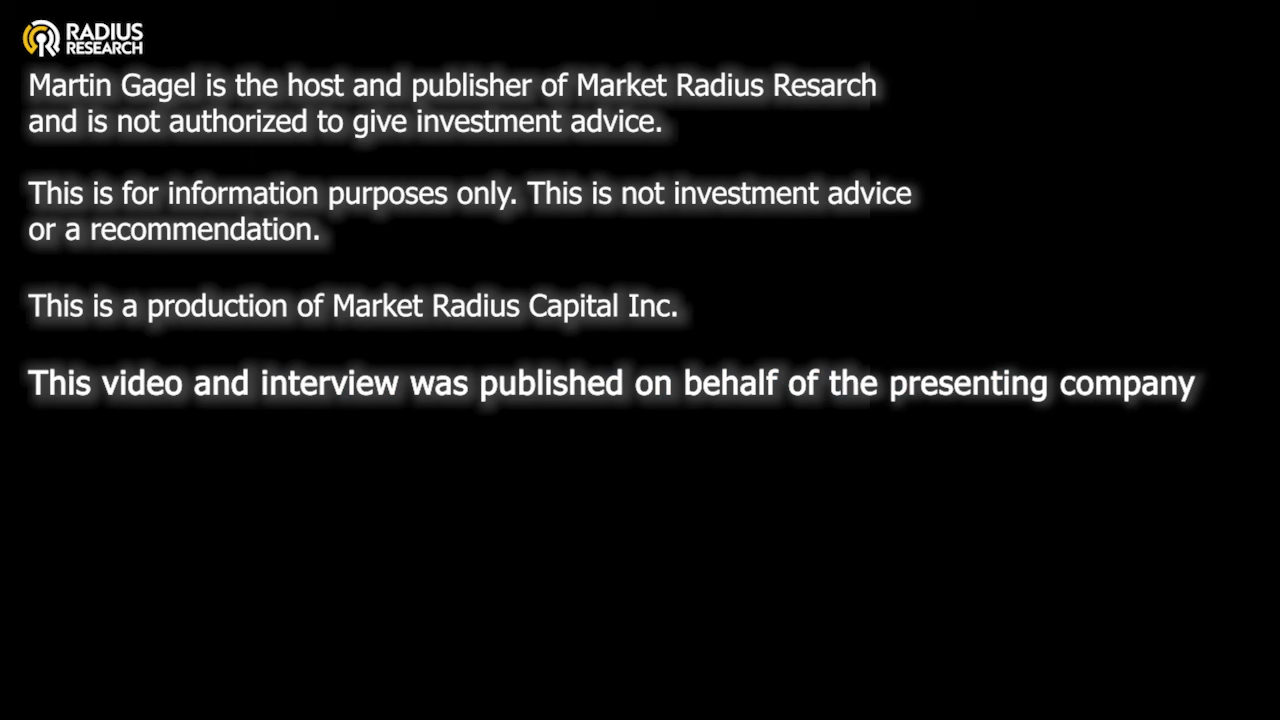 RADIUS
RESEARCH
Martin Gagel is the host and publisher of Market Radius Resarch
and is not authorized to give investment advice.
This is for information purposes only. This is not investment advice
or a recommendation.
This is a production of Market Radius Capital Inc.
This video and interview was published on behalf of the presenting company